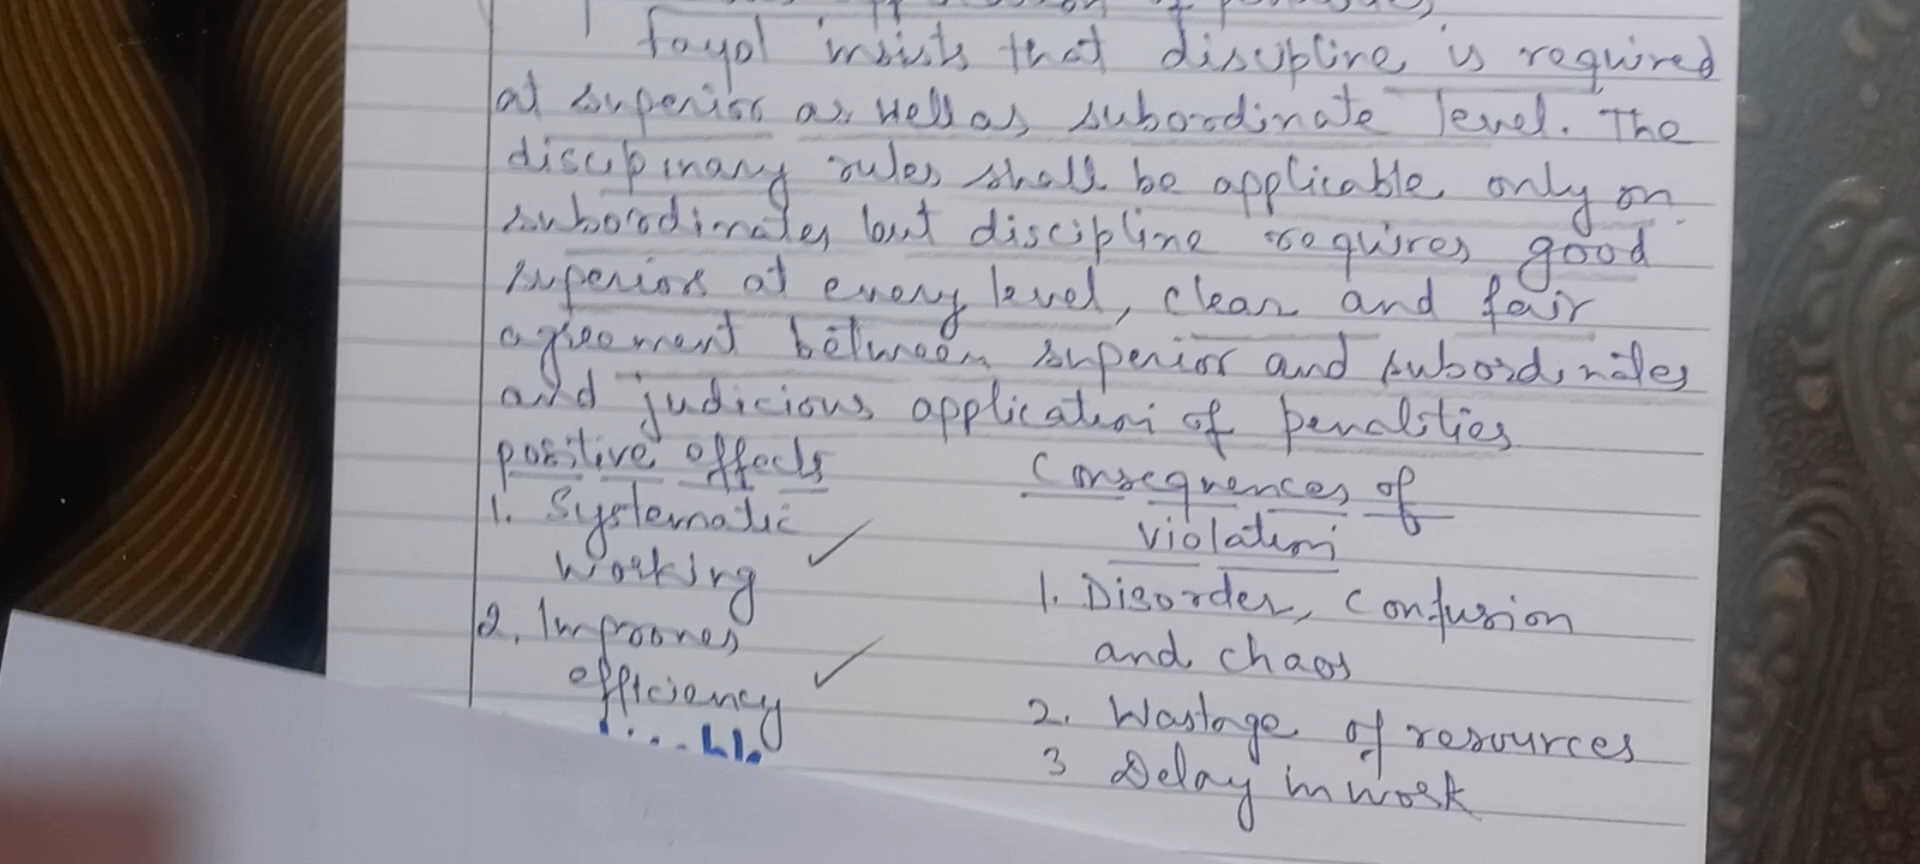 Fayol insists that discipline is required
at superior as well as subordinate level. The
discipinary rules shall be applicable only on
subordinates but discipline requires good
superiors at every level, clear and fair
agreement between superior and subordinates
and judicious application of penalities
positive effects
1. Systematic
working ✓
2. Improves
efficiency ✓
Consequences of
violation
1. Disorder, confusion
and chaos
2. Wastage of resources
3 Delay in work